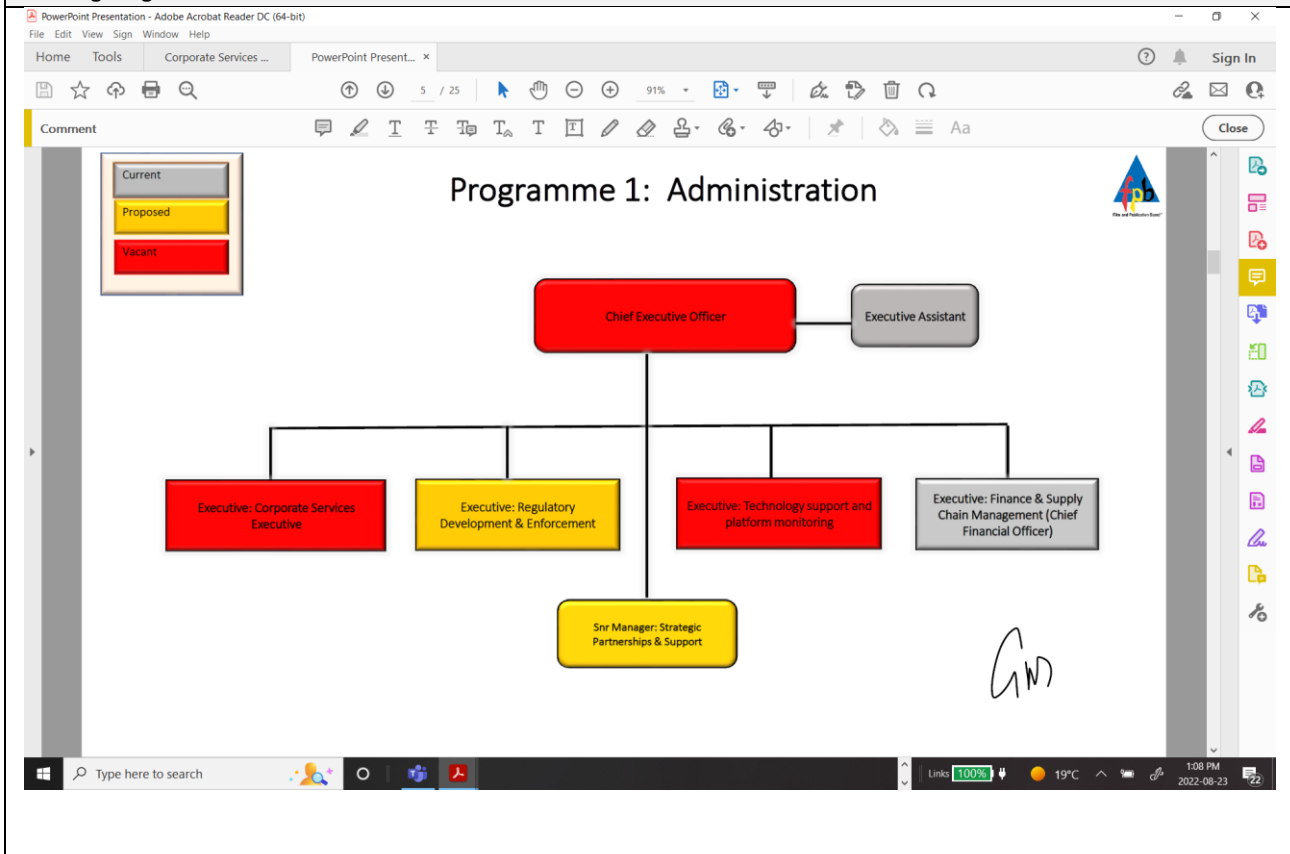 PowerPoint Presentation - Adobe Acrobat Reader DC (64-bit)
File Edit View Sign Window Help
Home Tools Corporate Services ... PowerPoint Present... × Sign In
5 / 25 91%
Comment Aa Close
Current
Proposed
Vacant
Programme 1: Administration
fpb
Chief Executive Officer
Executive Assistant
Executive: Corporate Services
Executive
Executive: Regulatory
Development & Enforcement
Executive: Technology support and
platform monitoring
Executive: Finance & Supply
Chain Management (Chief
Financial Officer)
Snr Manager: Strategic
Partnerships & Support
Type here to search
Links 100% 19°C 1:08 PM
2022-08-23 22